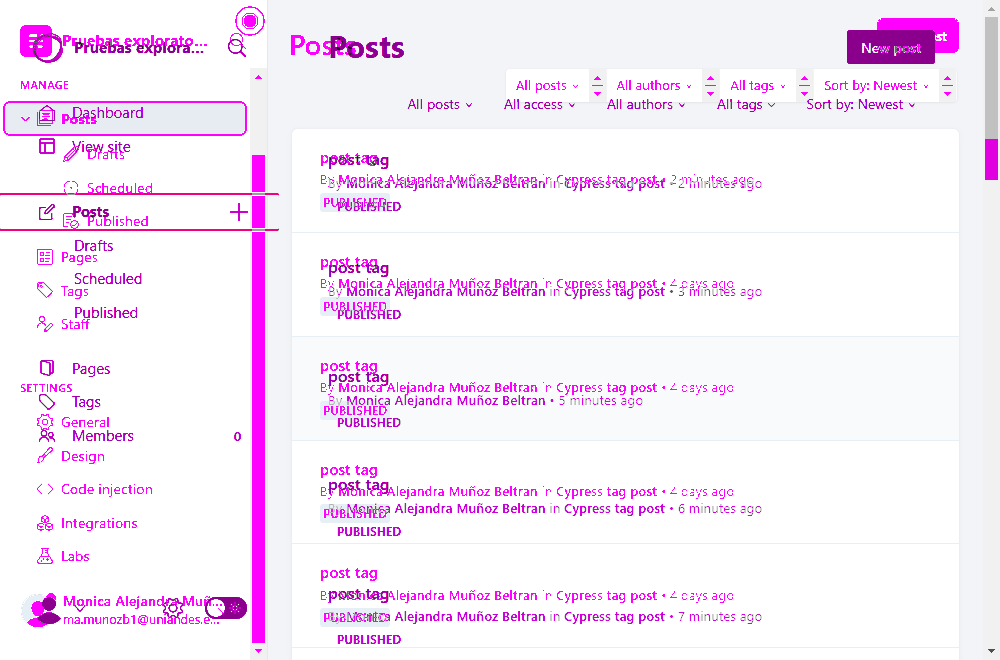 Pruebas explorato...
Pruebas explora...
MANAGE
Dashboard
Posts
View site
Drafts
Scheduled
Posts
Published
Drafts
Pages
Scheduled
Tags
Published
Staff
Pages
SETTINGS
Tags
General
Members 0
Design
Code injection
Integrations
Labs
Monica Alejandra Muñ...
ma.munozb1@uniandes.e...
Posts
Posts
New post
All posts All authors All tags Sort by: Newest
All posts All access All authors All tags Sort by: Newest
post tag
post tag
By Monica Alejandra Muñoz Beltran in Cypress tag post • 2 minutes ago
By Monica Alejandra Muñoz Beltran in Cypress tag post • 2 minutes ago
PUBLISHED
PUBLISHED
post tag
post tag
By Monica Alejandra Muñoz Beltran in Cypress tag post • 4 days ago
By Monica Alejandra Muñoz Beltran in Cypress tag post • 3 minutes ago
PUBLISHED
PUBLISHED
post tag
post tag
By Monica Alejandra Muñoz Beltran in Cypress tag post • 4 days ago
By Monica Alejandra Muñoz Beltran • 5 minutes ago
PUBLISHED
PUBLISHED
post tag
post tag
By Monica Alejandra Muñoz Beltran in Cypress tag post • 4 days ago
By Monica Alejandra Muñoz Beltran in Cypress tag post • 6 minutes ago
PUBLISHED
PUBLISHED
post tag
post tag
By Monica Alejandra Muñoz Beltran in Cypress tag post • 4 days ago
By Monica Alejandra Muñoz Beltran in Cypress tag post • 7 minutes ago
PUBLISHED
PUBLISHED